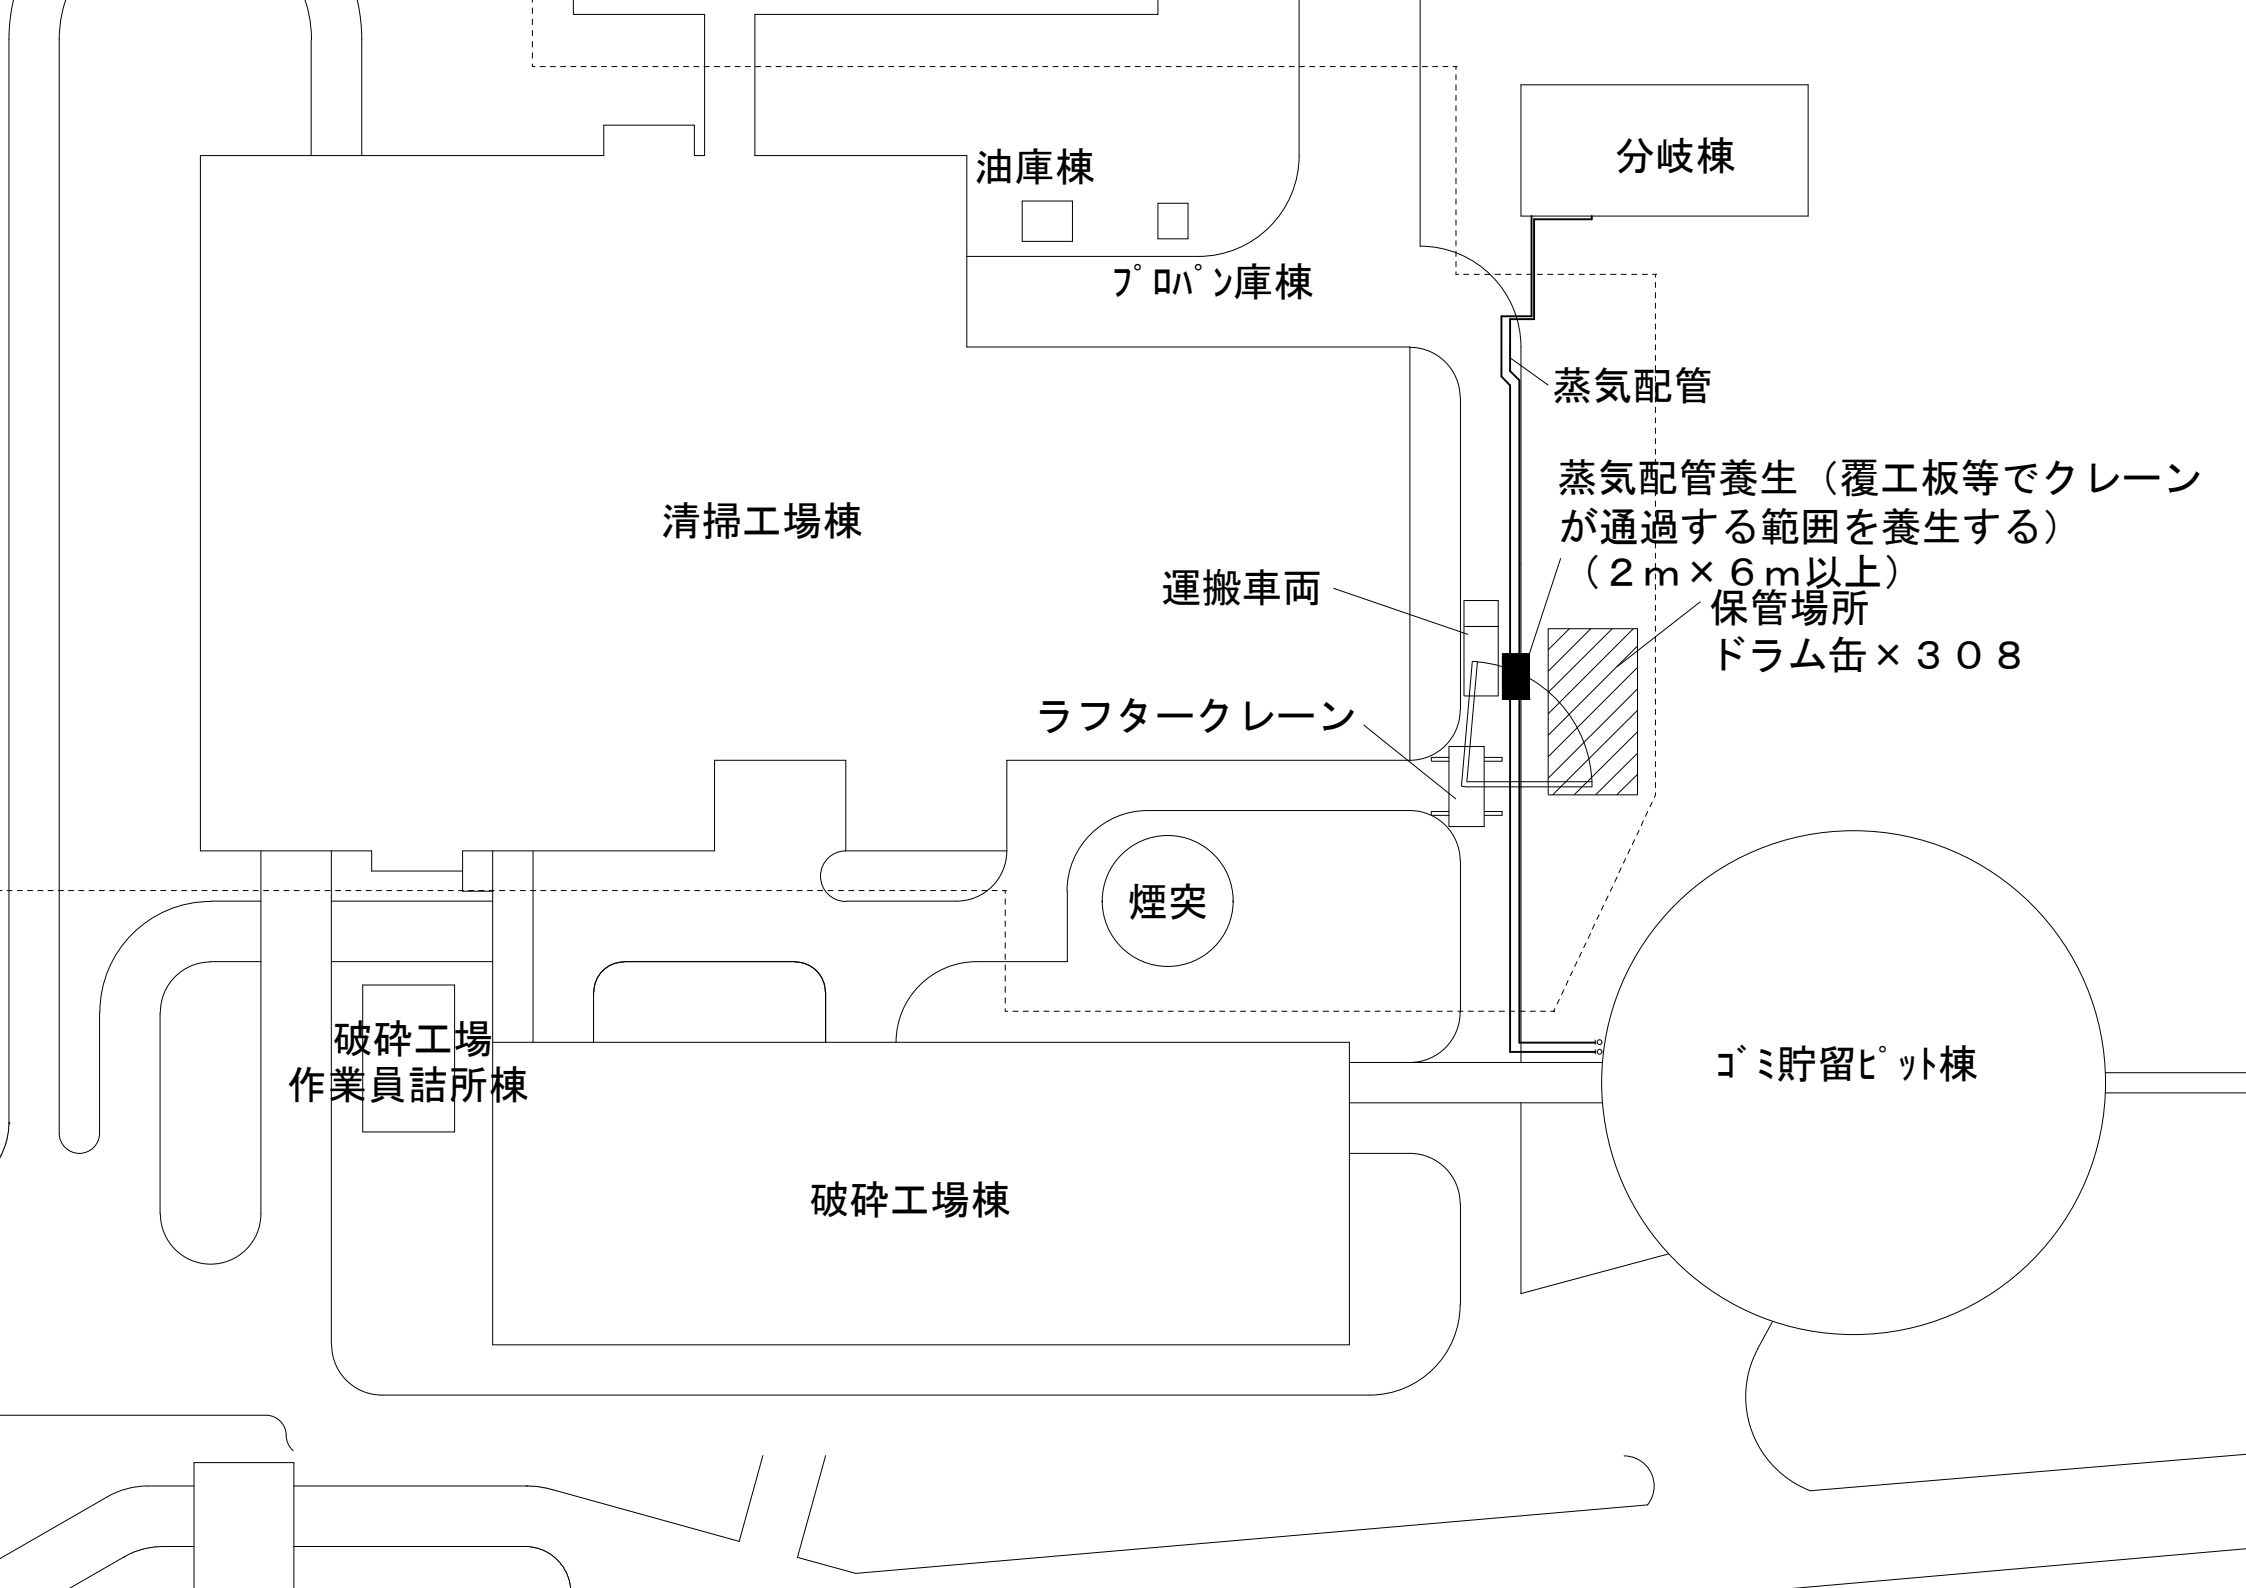 油庫棟
分岐棟
ﾌﾟﾛﾊﾟﾝ庫棟
蒸気配管
蒸気配管養生（覆工板等でクレーン
が通過する範囲を養生する）
（２ｍ×６ｍ以上）
清掃工場棟
運搬車両
保管場所
ドラム缶×３０８
ラフタークレーン
煙突
破砕工場
作業員詰所棟
ｺﾞﾐ貯留ﾋﾟｯﾄ棟
破砕工場棟